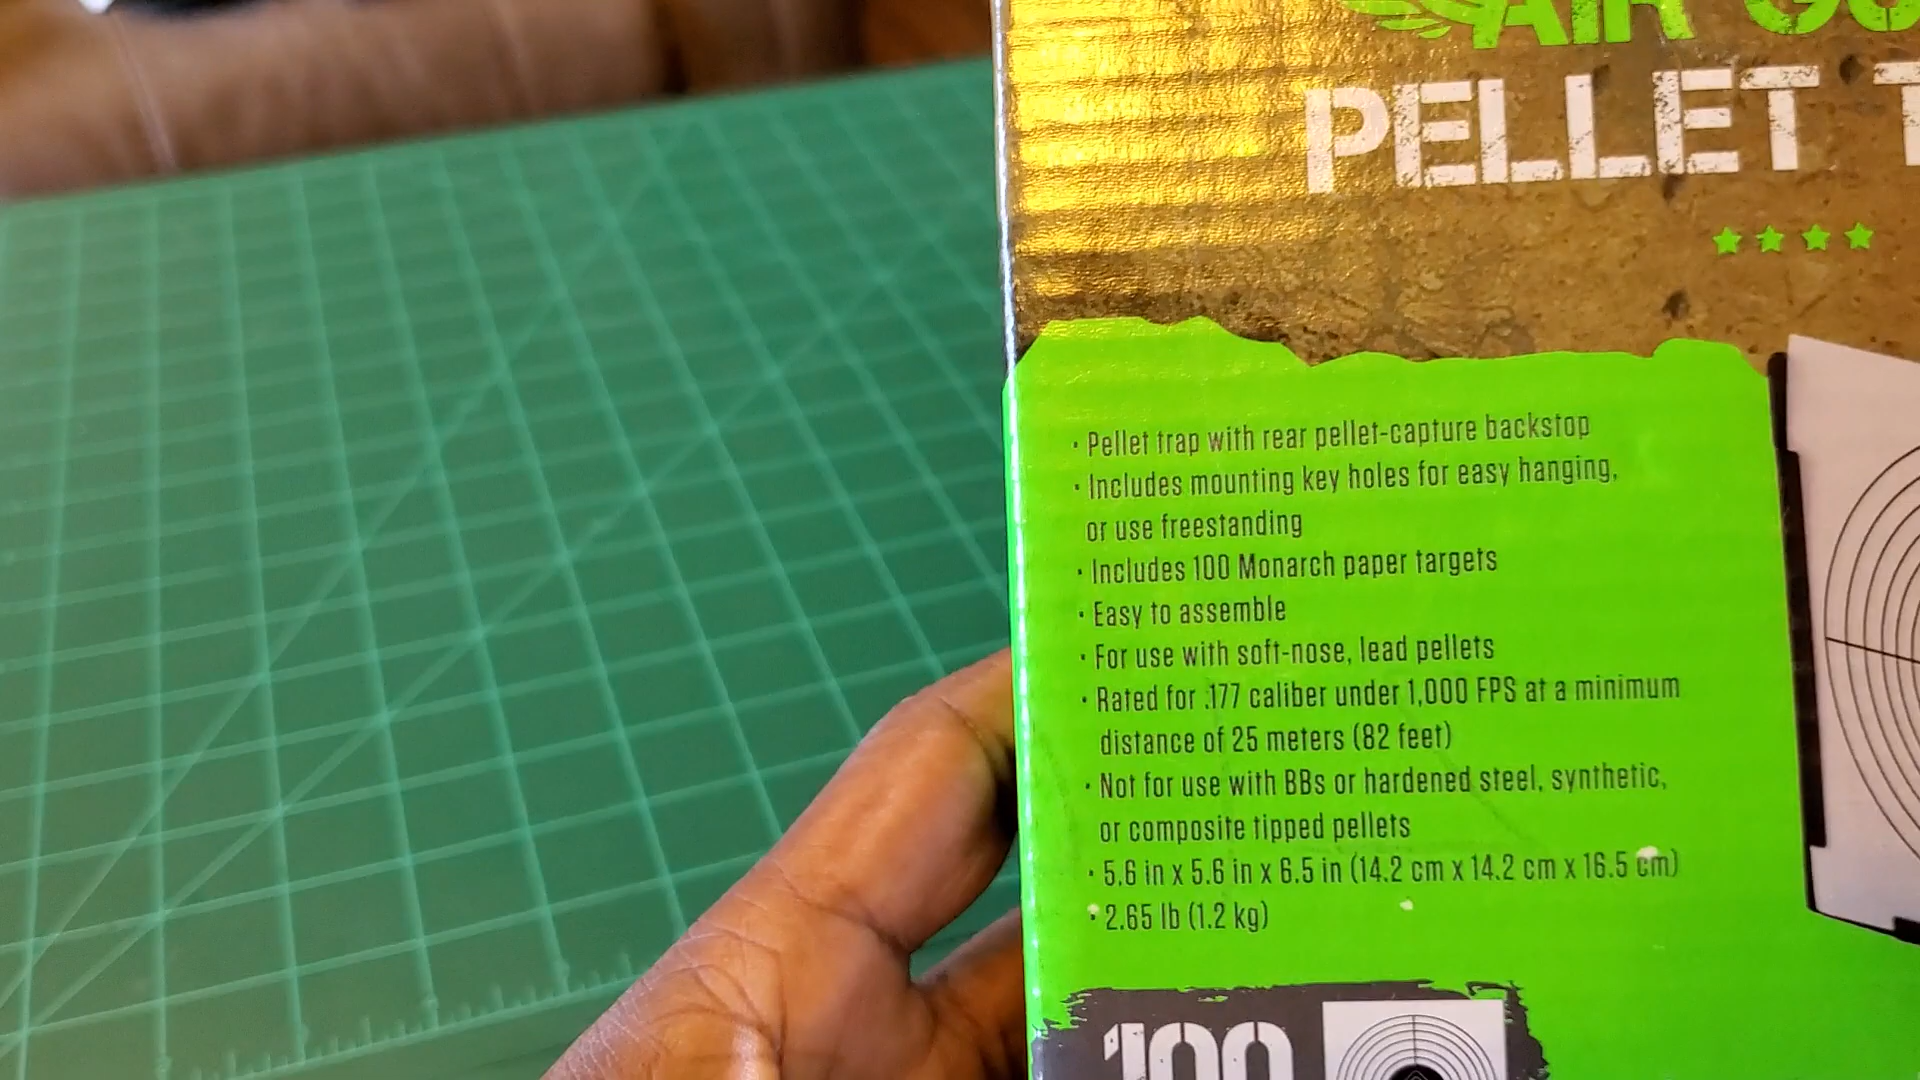 AIR
PELLET
· Pellet trap with rear pellet-capture backstop
· Includes mounting key holes for easy hanging,
or use freestanding
· Includes 100 Monarch paper targets
· Easy to assemble
· For use with soft-nose, lead pellets
· Rated for .177 caliber under 1,000 FPS at a minimum
distance of 25 meters (82 feet)
· Not for use with BBs or hardened steel, synthetic,
or composite tipped pellets
· 5.6 in x 5.6 in x 6.5 in (14.2 cm x 14.2 cm x 16.5 cm)
· 2.65 lb (1.2 kg)
100